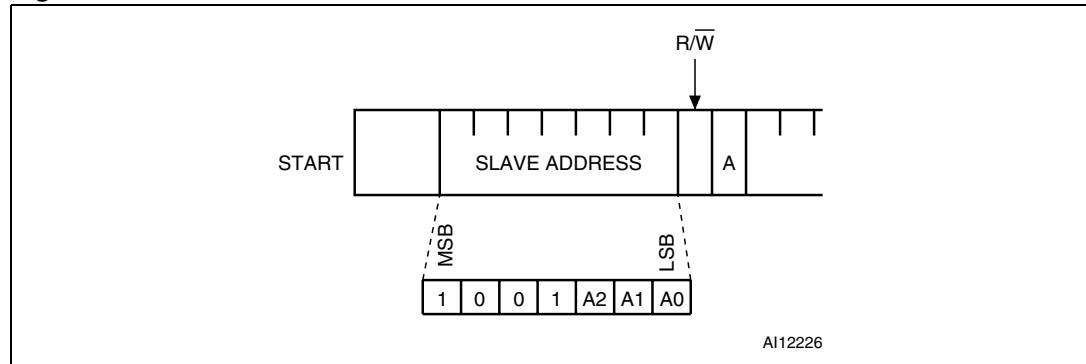 R/W̅
START
SLAVE ADDRESS
A
MSB
LSB
1 0 0 1 A2 A1 A0
AI12226